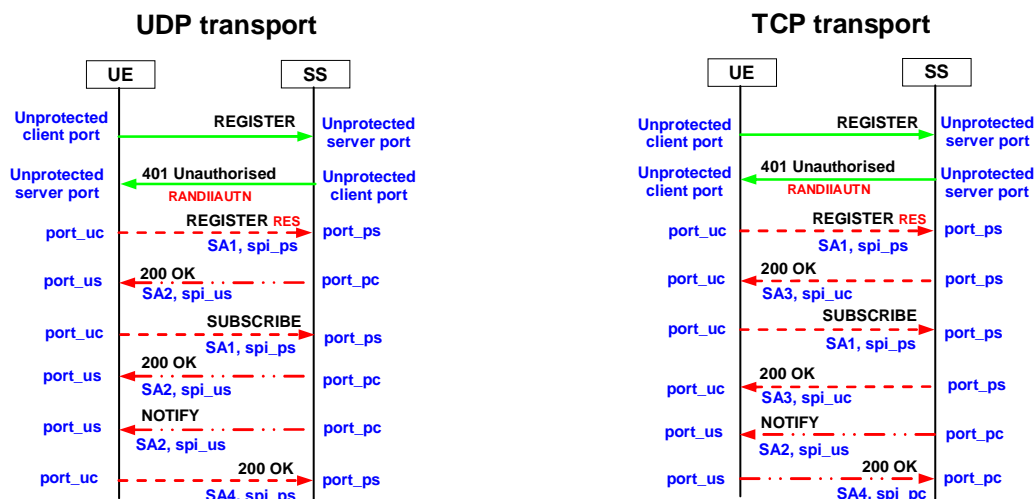 UDP transport
UE
SS
Unprotected
client port
REGISTER
Unprotected
server port
Unprotected
server port
401 Unauthorised
RANDIIAUTN
Unprotected
client port
port_uc
REGISTER RES
SA1, spi_ps
port_ps
port_us
200 OK
SA2, spi_us
port_pc
port_uc
SUBSCRIBE
SA1, spi_ps
port_ps
port_us
200 OK
SA2, spi_us
port_pc
port_us
NOTIFY
SA2, spi_us
port_pc
port_uc
200 OK
SA4, spi_ps
port_ps
TCP transport
UE
SS
Unprotected
client port
REGISTER
Unprotected
server port
Unprotected
client port
401 Unauthorised
RANDIIAUTN
Unprotected
server port
port_uc
REGISTER RES
SA1, spi_ps
port_ps
port_uc
200 OK
SA3, spi_uc
port_ps
port_uc
SUBSCRIBE
SA1, spi_ps
port_ps
port_uc
200 OK
SA3, spi_uc
port_ps
port_us
NOTIFY
SA2, spi_us
port_pc
port_us
200 OK
SA4, spi_pc
port_pc